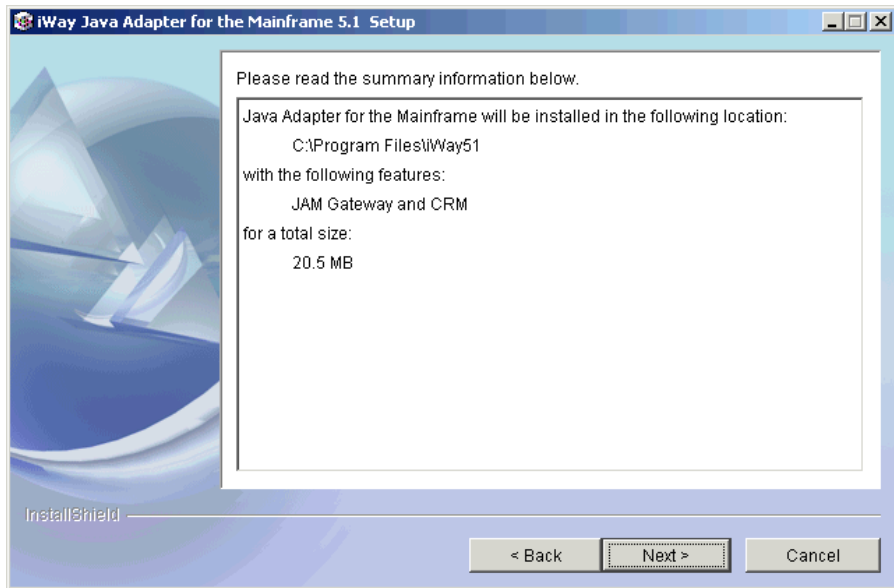 iWay Java Adapter for the Mainframe 5.1 Setup
Please read the summary information below.
Java Adapter for the Mainframe will be installed in the following location:
C:\Program Files\iWay51
with the following features:
JAM Gateway and CRM
for a total size:
20.5 MB
InstallShield
< Back
Next >
Cancel